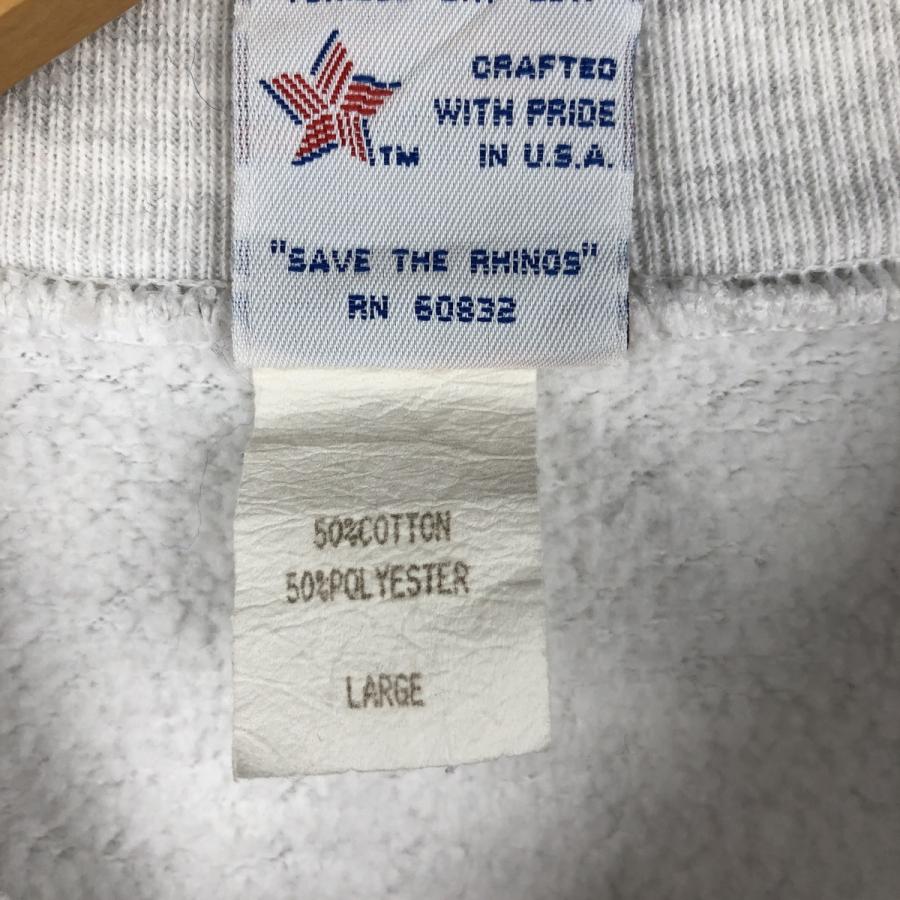 CRAFTED
WITH PRIDE
TM IN U.S.A.
"SAVE THE RHINOS"
RN 60832
50%COTTON
50%POLYESTER
LARGE